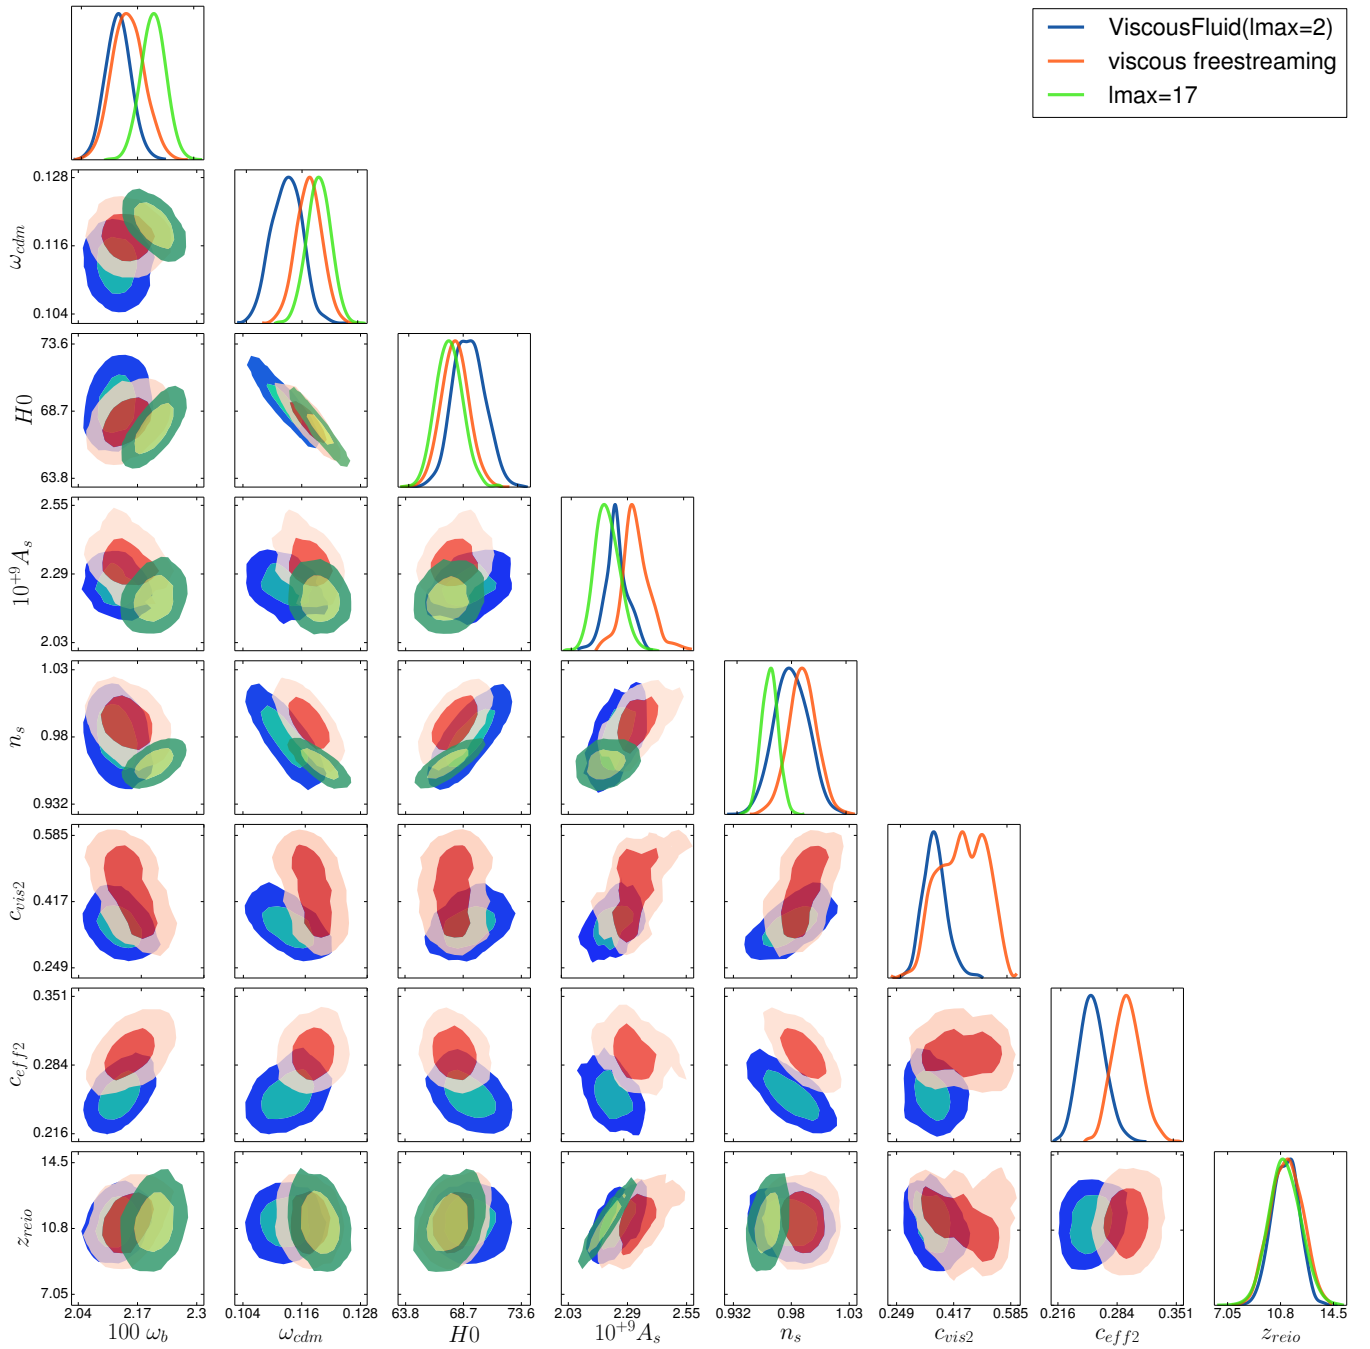 ViscousFluid(lmax=2)
viscous freestreaming
lmax=17
0.128
0.116
0.104
ω_cdm
73.6
68.7
63.8
H0
2.55
2.29
2.03
10^{+9}A_s
1.03
0.98
0.932
n_s
0.585
0.417
0.249
c_vis2
0.351
0.284
0.216
c_eff2
14.5
10.8
7.05
z_reio
2.04 2.17 2.3 0.104 0.116 0.128 63.8 68.7 73.6 2.03 2.29 2.55 0.932 0.98 1.03 0.249 0.417 0.585 0.216 0.284 0.351 7.05 10.8 14.5
100 ω_b ω_cdm H0 10^{+9}A_s n_s c_vis2 c_eff2 z_reio